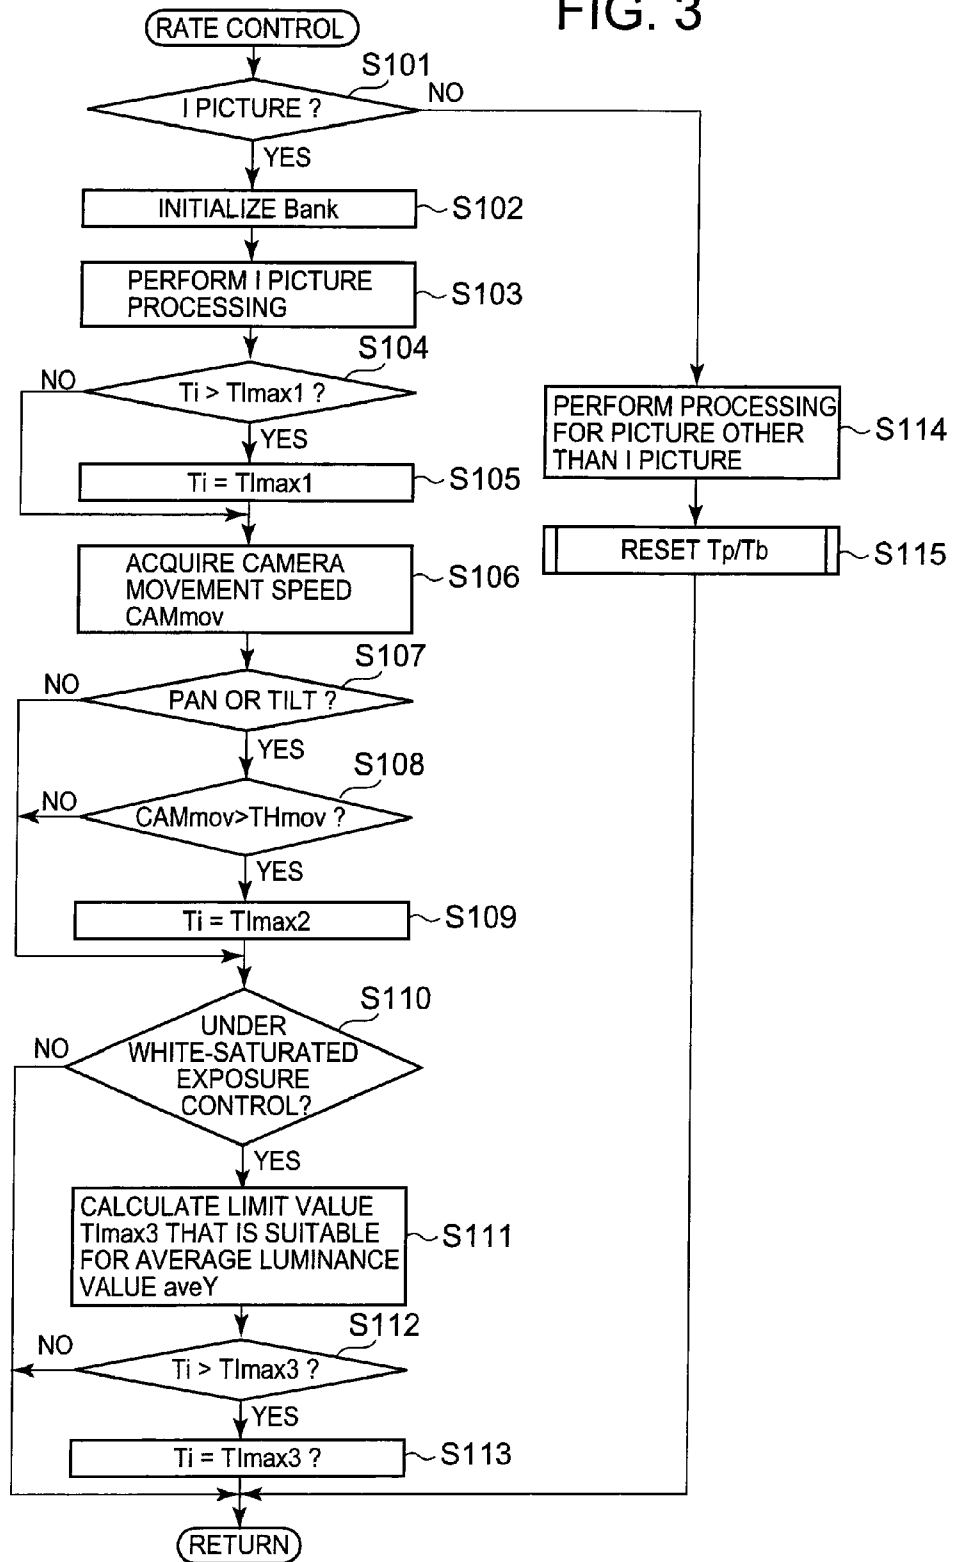 FIG. 3
RATE CONTROL
S101
I PICTURE ?
NO
YES
INITIALIZE Bank
S102
PERFORM I PICTURE
PROCESSING
S103
S104
NO
Ti > TImax1 ?
YES
Ti = TImax1
S105
PERFORM PROCESSING
FOR PICTURE OTHER
THAN I PICTURE
S114
RESET Tp/Tb
S115
ACQUIRE CAMERA
MOVEMENT SPEED
CAMmov
S106
S107
NO
PAN OR TILT ?
YES
S108
NO
CAMmov>THmov ?
YES
Ti = TImax2
S109
S110
NO
UNDER
WHITE-SATURATED
EXPOSURE
CONTROL?
YES
CALCULATE LIMIT VALUE
TImax3 THAT IS SUITABLE
FOR AVERAGE LUMINANCE
VALUE aveY
S111
S112
NO
Ti > TImax3 ?
YES
Ti = TImax3 ?
S113
RETURN